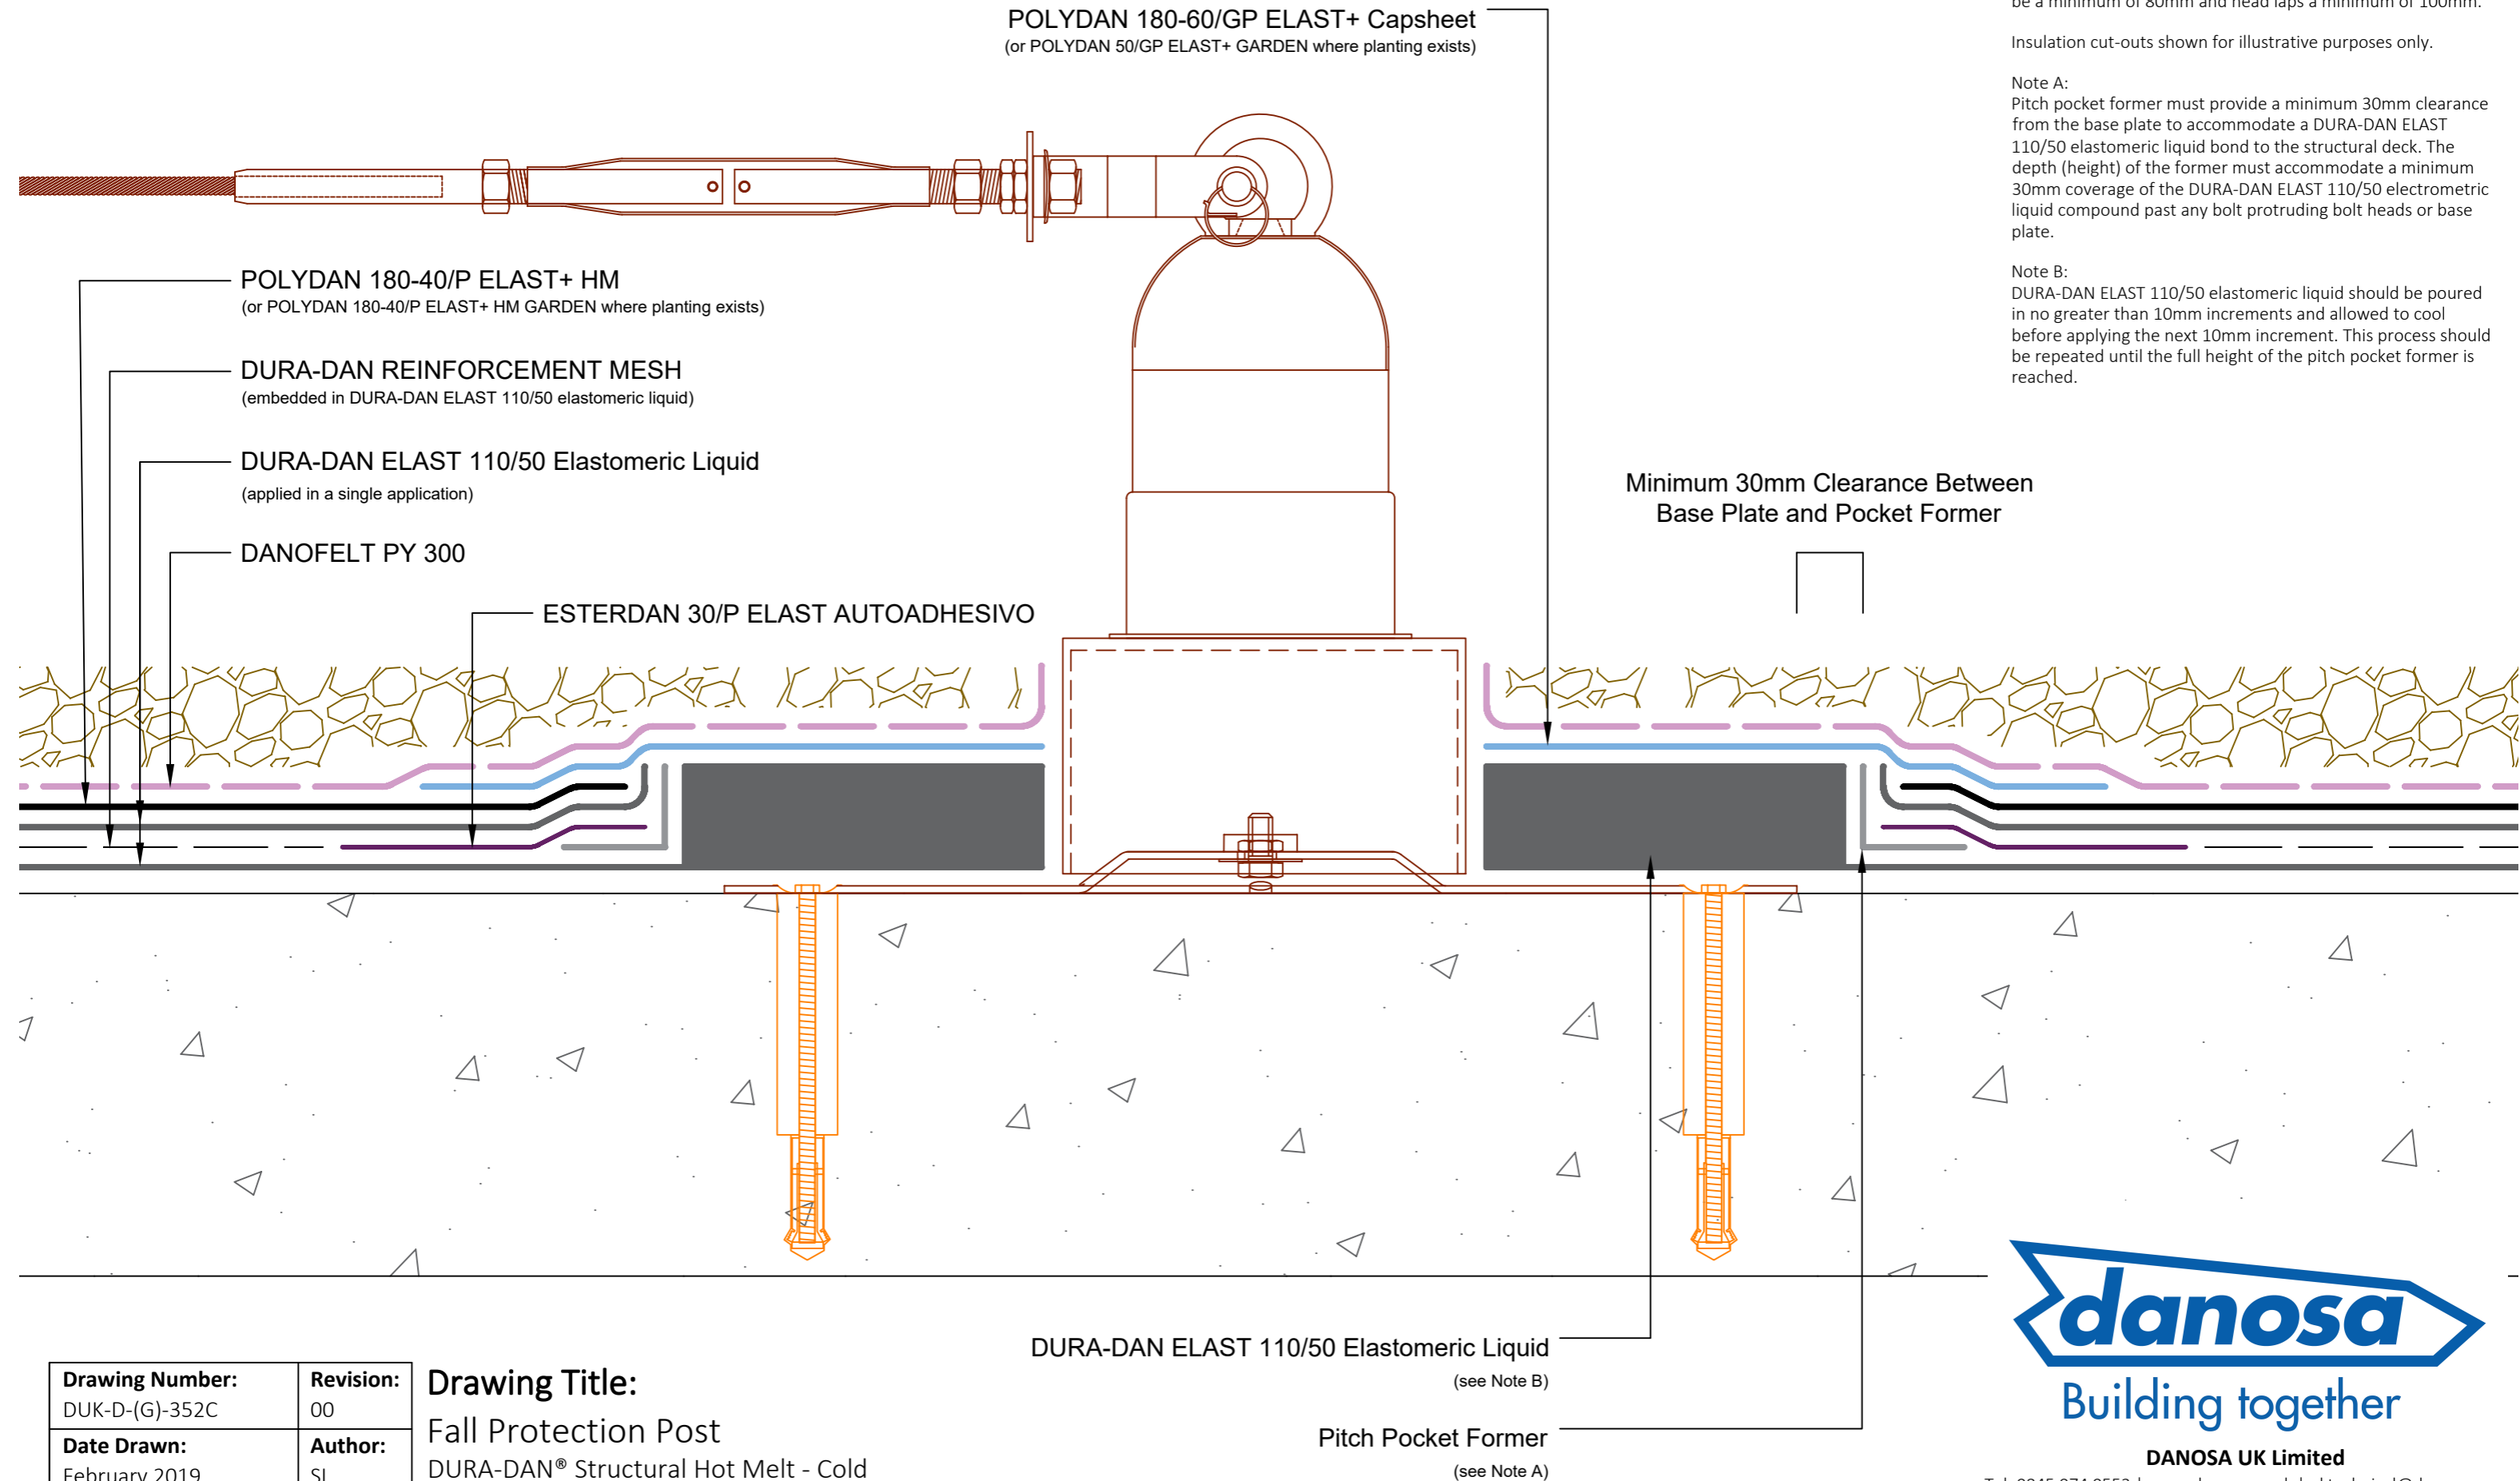 POLYDAN 180-60/GP ELAST+ Capsheet
(or POLYDAN 50/GP ELAST+ GARDEN where planting exists)
be a minimum of 80mm and head laps a minimum of 100mm.
Insulation cut-outs shown for illustrative purposes only.
Note A:
Pitch pocket former must provide a minimum 30mm clearance
from the base plate to accommodate a DURA-DAN ELAST
110/50 elastomeric liquid bond to the structural deck. The
depth (height) of the former must accommodate a minimum
30mm coverage of the DURA-DAN ELAST 110/50 electrometric
liquid compound past any bolt protruding bolt heads or base
plate.
Note B:
DURA-DAN ELAST 110/50 elastomeric liquid should be poured
in no greater than 10mm increments and allowed to cool
before applying the next 10mm increment. This process should
be repeated until the full height of the pitch pocket former is
reached.
POLYDAN 180-40/P ELAST+ HM
(or POLYDAN 180-40/P ELAST+ HM GARDEN where planting exists)
DURA-DAN REINFORCEMENT MESH
(embedded in DURA-DAN ELAST 110/50 elastomeric liquid)
DURA-DAN ELAST 110/50 Elastomeric Liquid
(applied in a single application)
DANOFELT PY 300
ESTERDAN 30/P ELAST AUTOADHESIVO
Minimum 30mm Clearance Between
Base Plate and Pocket Former
DURA-DAN ELAST 110/50 Elastomeric Liquid
(see Note B)
Pitch Pocket Former
(see Note A)
Drawing Number:
DUK-D-(G)-352C
Revision:
00
Date Drawn:
February 2019
Author:
SL
Drawing Title:
Fall Protection Post
DURA-DAN® Structural Hot Melt - Cold
danosa
Building together
DANOSA UK Limited